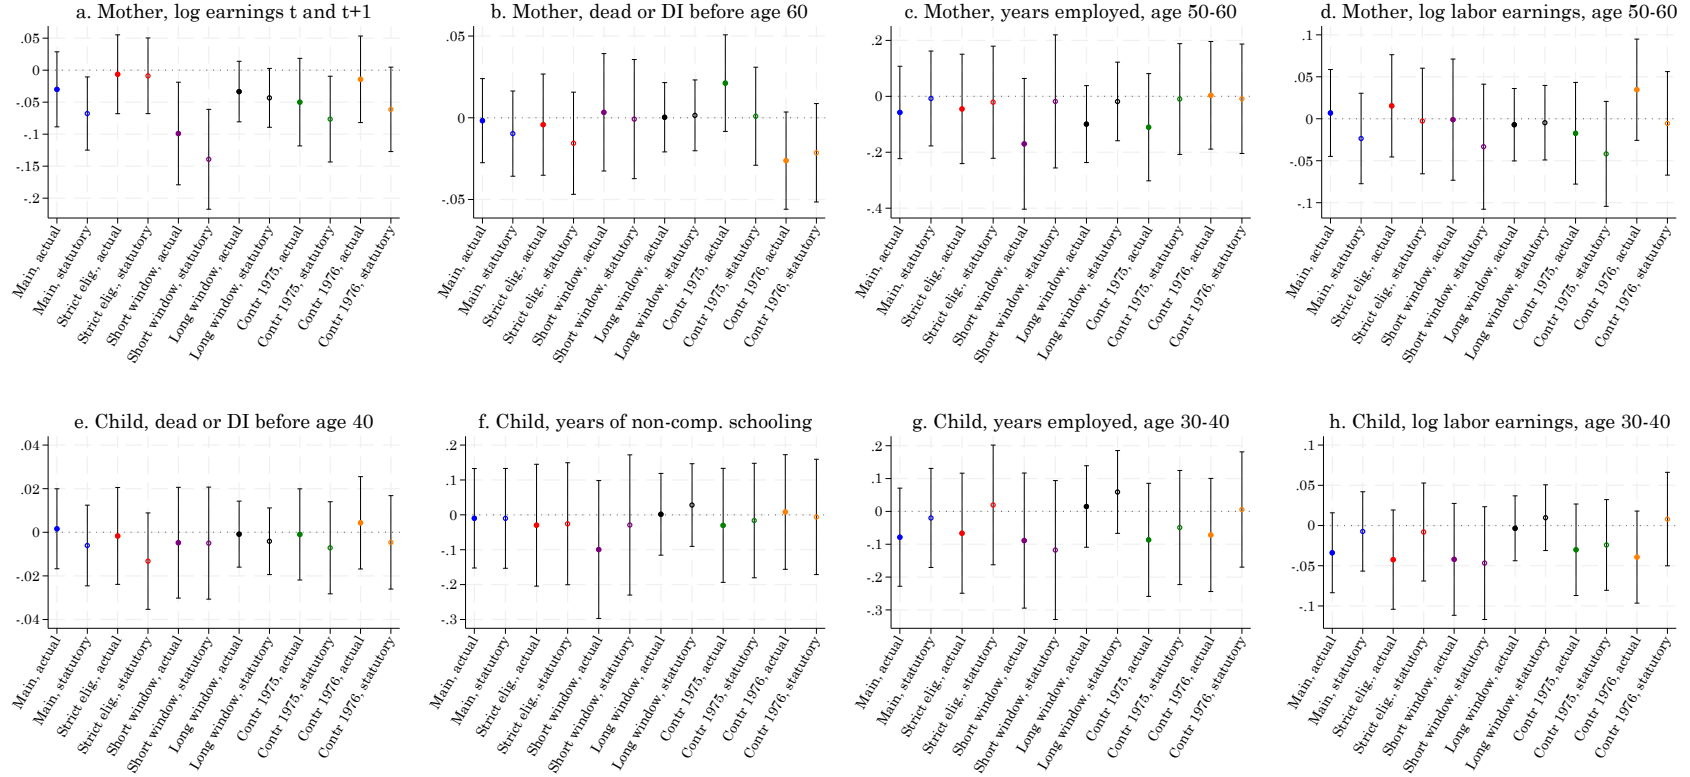 a. Mother, log earnings t and t+1
.05
0
-.05
-.1
-.15
-.2
Main, actual
Main, statutory
Strict elig., actual
Strict elig., statutory
Short window, actual
Short window, statutory
Long window, actual
Long window, statutory
Contr 1975, actual
Contr 1975, statutory
Contr 1976, actual
Contr 1976, statutory
b. Mother, dead or DI before age 60
.05
0
-.05
Main, actual
Main, statutory
Strict elig., actual
Strict elig., statutory
Short window, actual
Short window, statutory
Long window, actual
Long window, statutory
Contr 1975, actual
Contr 1975, statutory
Contr 1976, actual
Contr 1976, statutory
c. Mother, years employed, age 50-60
.2
0
-.2
-.4
Main, actual
Main, statutory
Strict elig., actual
Strict elig., statutory
Short window, actual
Short window, statutory
Long window, actual
Long window, statutory
Contr 1975, actual
Contr 1975, statutory
Contr 1976, actual
Contr 1976, statutory
d. Mother, log labor earnings, age 50-60
.1
.05
0
-.05
-.1
Main, actual
Main, statutory
Strict elig., actual
Strict elig., statutory
Short window, actual
Short window, statutory
Long window, actual
Long window, statutory
Contr 1975, actual
Contr 1975, statutory
Contr 1976, actual
Contr 1976, statutory
e. Child, dead or DI before age 40
.04
.02
0
-.02
-.04
Main, actual
Main, statutory
Strict elig., actual
Strict elig., statutory
Short window, actual
Short window, statutory
Long window, actual
Long window, statutory
Contr 1975, actual
Contr 1975, statutory
Contr 1976, actual
Contr 1976, statutory
f. Child, years of non-comp. schooling
.2
.1
0
-.1
-.2
-.3
Main, actual
Main, statutory
Strict elig., actual
Strict elig., statutory
Short window, actual
Short window, statutory
Long window, actual
Long window, statutory
Contr 1975, actual
Contr 1975, statutory
Contr 1976, actual
Contr 1976, statutory
g. Child, years employed, age 30-40
.2
.1
0
-.1
-.2
-.3
Main, actual
Main, statutory
Strict elig., actual
Strict elig., statutory
Short window, actual
Short window, statutory
Long window, actual
Long window, statutory
Contr 1975, actual
Contr 1975, statutory
Contr 1976, actual
Contr 1976, statutory
h. Child, log labor earnings, age 30-40
.1
.05
0
-.05
-.1
Main, actual
Main, statutory
Strict elig., actual
Strict elig., statutory
Short window, actual
Short window, statutory
Long window, actual
Long window, statutory
Contr 1975, actual
Contr 1975, statutory
Contr 1976, actual
Contr 1976, statutory